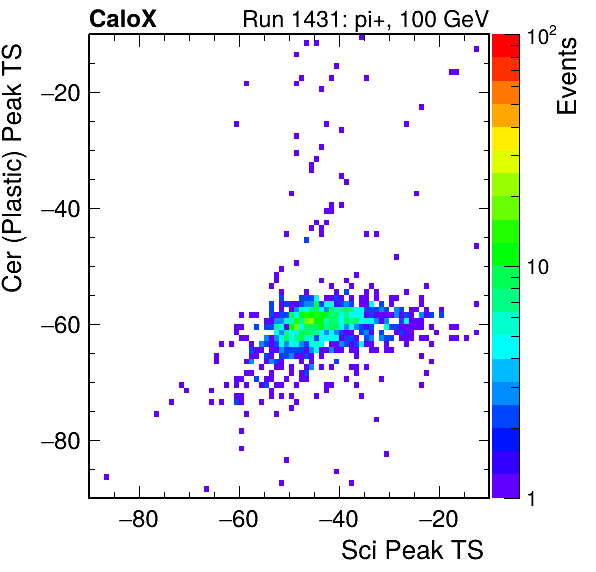 CaloX Run 1431: pi+, 100 GeV
Cer (Plastic) Peak TS
−20
−40
−60
−80
−80 −60 −40 −20
Sci Peak TS
10²
10
1
Events